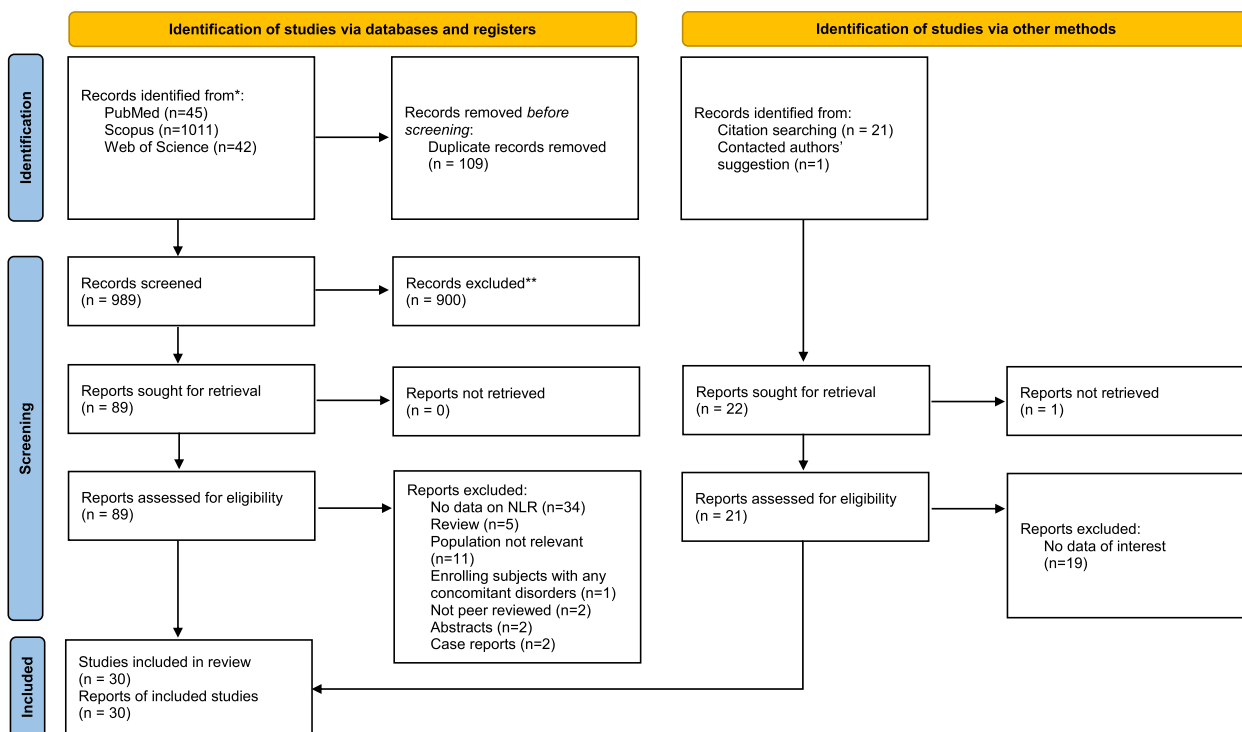 Identification of studies via databases and registers
Identification of studies via other methods
Identification
Records identified from*:
PubMed (n=45)
Scopus (n=1011)
Web of Science (n=42)
Records removed before
screening:
Duplicate records removed
(n = 109)
Records identified from:
Citation searching (n = 21)
Contacted authors’
suggestion (n=1)
Screening
Records screened
(n = 989)
Records excluded**
(n = 900)
Reports sought for retrieval
(n = 89)
Reports not retrieved
(n = 0)
Reports sought for retrieval
(n = 22)
Reports not retrieved
(n = 1)
Reports assessed for eligibility
(n = 89)
Reports excluded:
No data on NLR (n=34)
Review (n=5)
Population not relevant
(n=11)
Enrolling subjects with any
concomitant disorders (n=1)
Not peer reviewed (n=2)
Abstracts (n=2)
Case reports (n=2)
Reports assessed for eligibility
(n = 21)
Reports excluded:
No data of interest
(n=19)
Included
Studies included in review
(n = 30)
Reports of included studies
(n = 30)